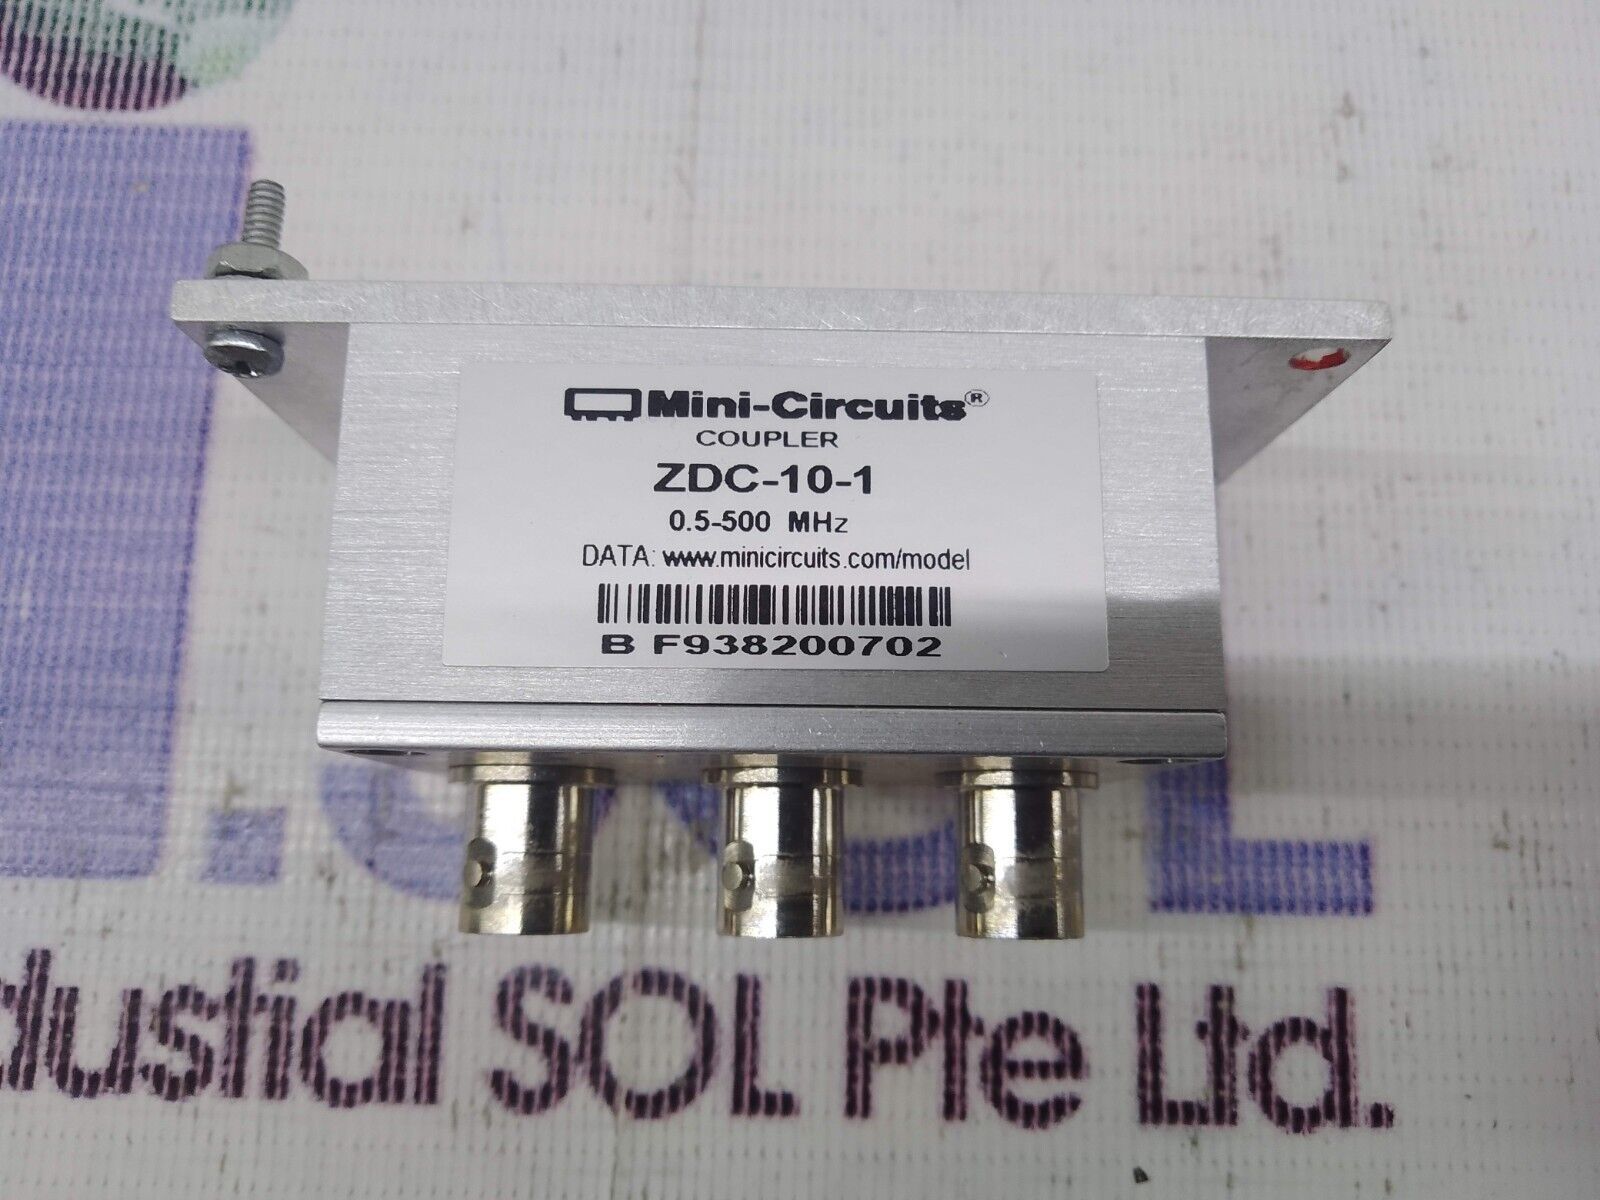 Mini-Circuits®
COUPLER
ZDC-10-1
0.5-500 MHz
DATA: www.minicircuits.com/model
B F938200702
dustial SOL Pte Ltd.